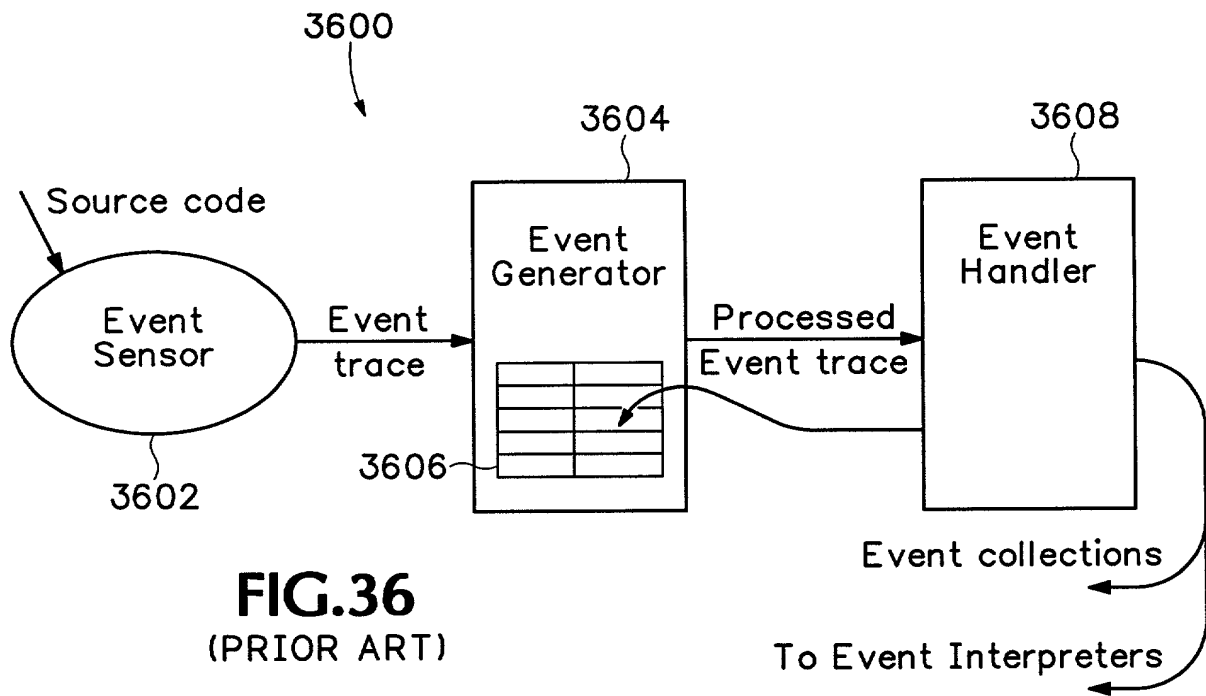 3600
3604
3608
Source code
Event
Sensor
Event
trace
Event
Generator
Processed
Event trace
Event
Handler
3606
3602
Event collections
FIG.36
(PRIOR ART)
To Event Interpreters